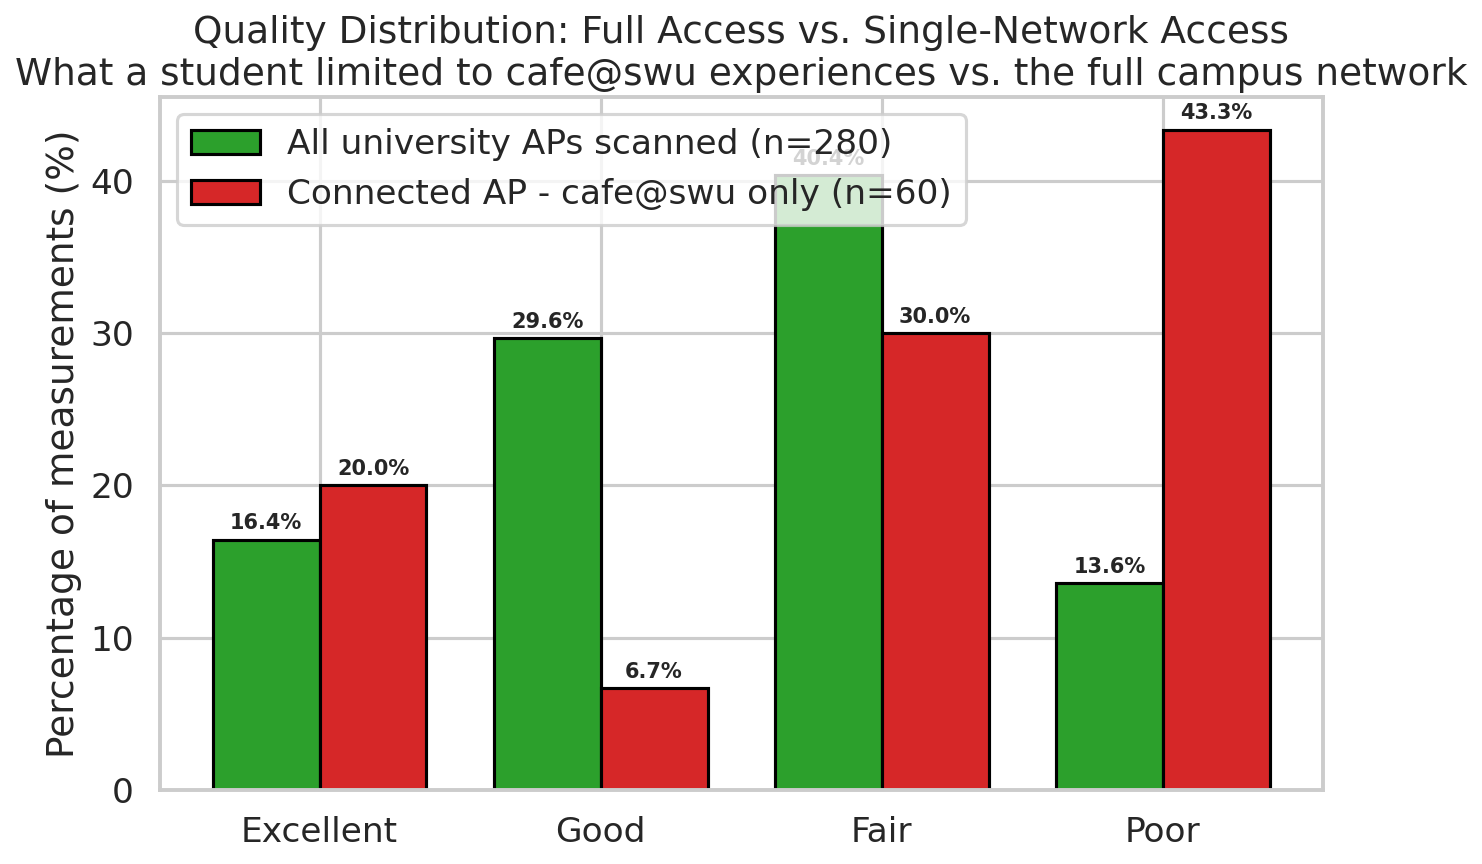 Quality Distribution: Full Access vs. Single-Network Access
What a student limited to cafe@swu experiences vs. the full campus network
All university APs scanned (n=280)
Connected AP - cafe@swu only (n=60)
Percentage of measurements (%)
40
30
20
10
0
16.4%
20.0%
29.6%
6.7%
40.4%
30.0%
13.6%
43.3%
Excellent
Good
Fair
Poor